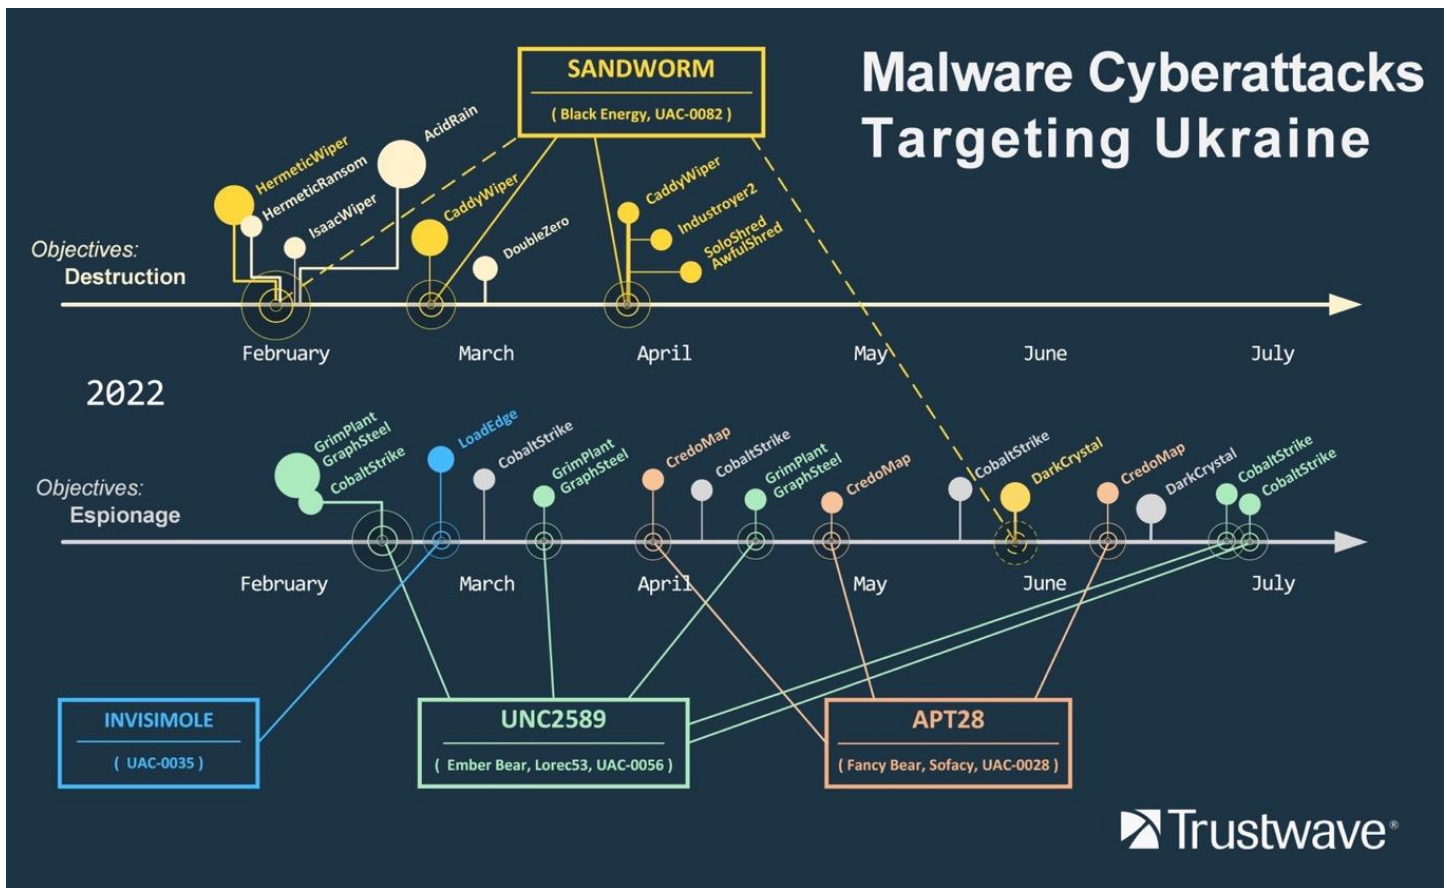 Malware Cyberattacks
Targeting Ukraine
SANDWORM
( Black Energy, UAC-0082 )
Objectives:
Destruction
HermeticWiper
HermeticRansom
IsaacWiper
AcidRain
CaddyWiper
DoubleZero
CaddyWiper
Industroyer2
SoloShred
AwfulShred
February
March
April
May
June
July
2022
Objectives:
Espionage
GrimPlant
GraphSteel
CobaltStrike
LoadEdge
CobaltStrike
GrimPlant
GraphSteel
CredoMap
CobaltStrike
GrimPlant
GraphSteel
CredoMap
CobaltStrike
DarkCrystal
CredoMap
DarkCrystal
CobaltStrike
CobaltStrike
February
March
April
May
June
July
INVISIMOLE
( UAC-0035 )
UNC2589
( Ember Bear, Lorec53, UAC-0056 )
APT28
( Fancy Bear, Sofacy, UAC-0028 )
Trustwave®